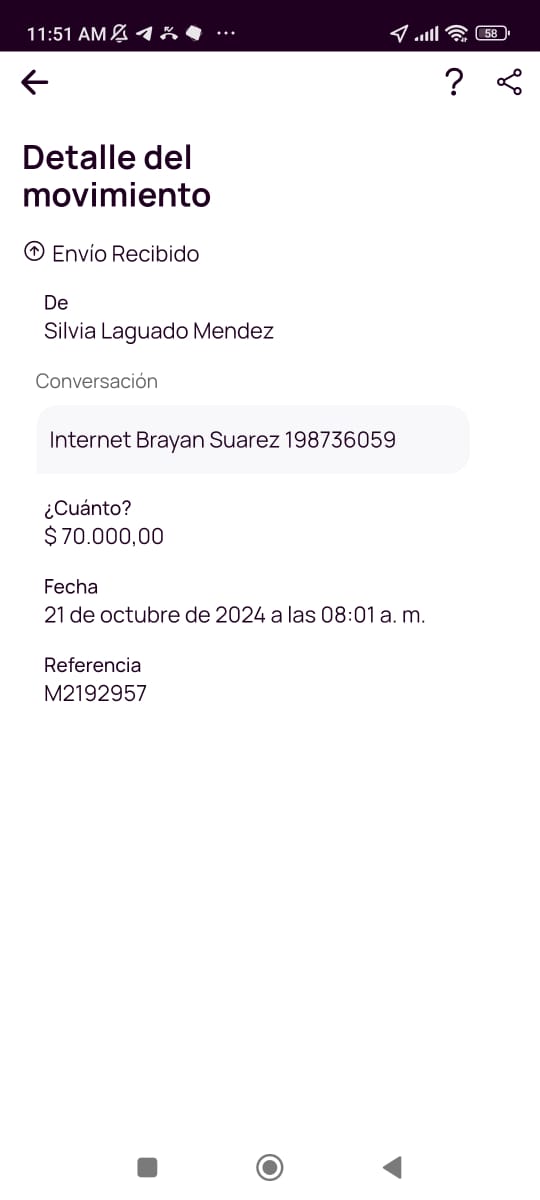 11:51 AM
58
?
Detalle del
movimiento
Envío Recibido
De
Silvia Laguado Mendez
Conversación
Internet Brayan Suarez 198736059
¿Cuánto?
$ 70.000,00
Fecha
21 de octubre de 2024 a las 08:01 a. m.
Referencia
M2192957